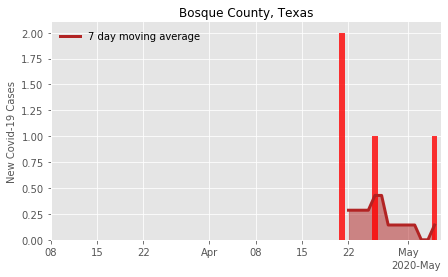 Bosque County, Texas
7 day moving average
New Covid-19 Cases
2.00
1.75
1.50
1.25
1.00
0.75
0.50
0.25
0.00
08 15 22 Apr 08 15 22 May
2020-May